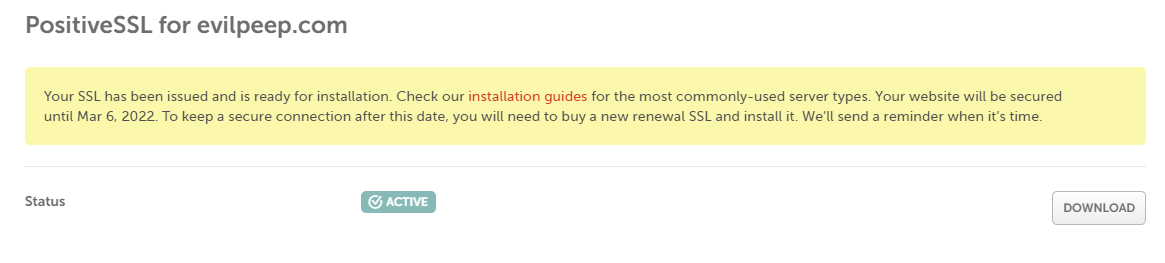 PositiveSSL for evilpeep.com
Your SSL has been issued and is ready for installation. Check our installation guides for the most commonly-used server types. Your website will be secured
until Mar 6, 2022. To keep a secure connection after this date, you will need to buy a new renewal SSL and install it. We’ll send a reminder when it’s time.
Status
ACTIVE
DOWNLOAD